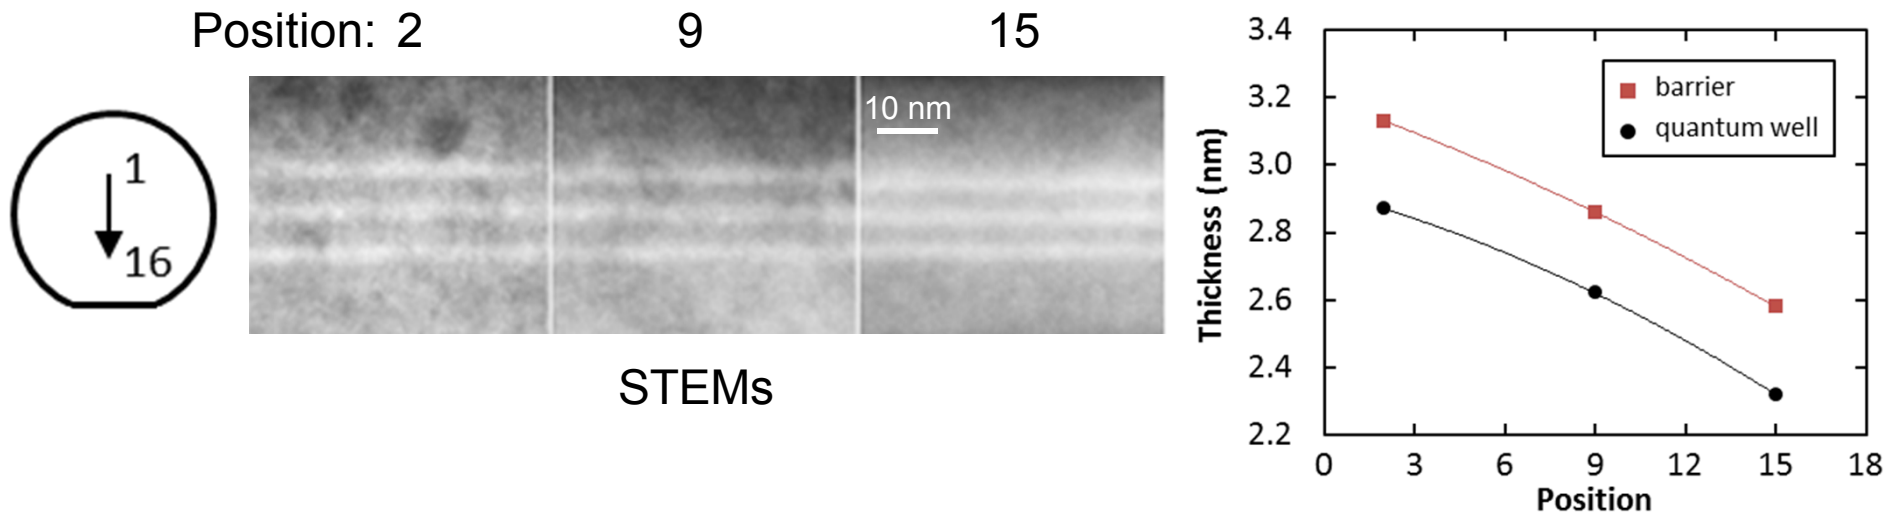 Position: 2 9 15
1
16
10 nm
STEMs
Thickness (nm)
3.4
3.2
3.0
2.8
2.6
2.4
2.2
barrier
quantum well
0 3 6 9 12 15 18
Position